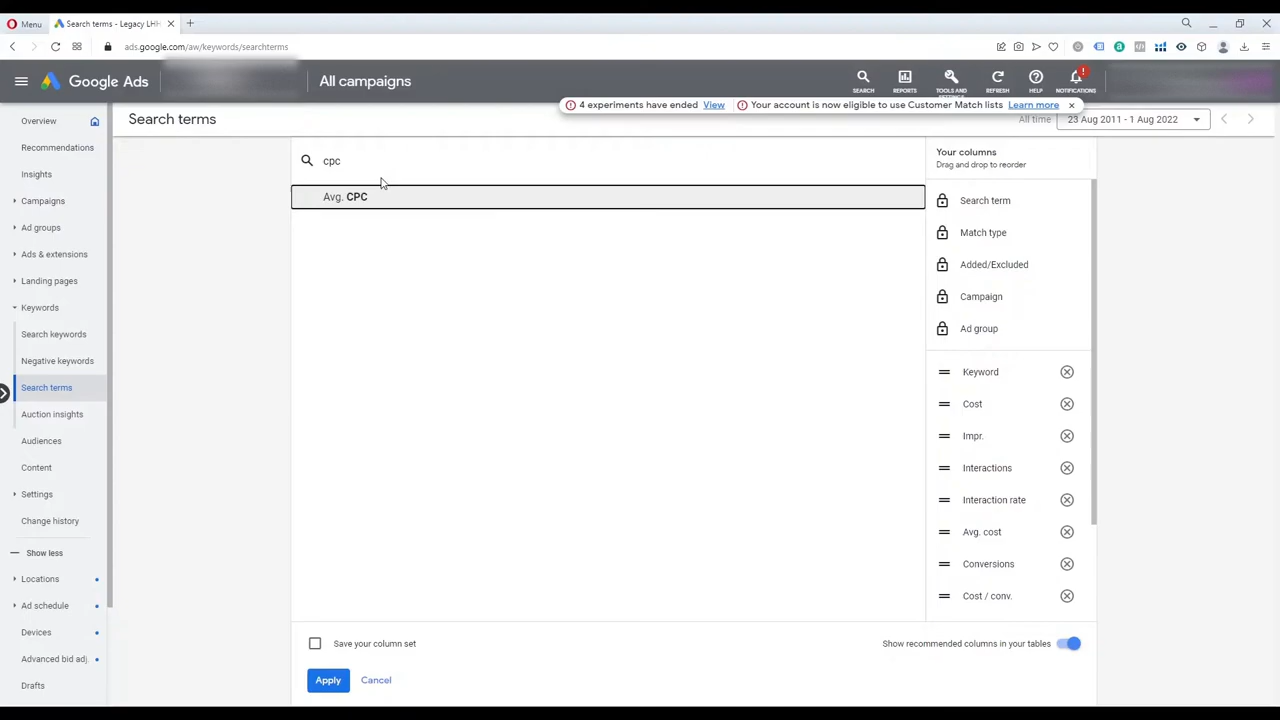 Menu
Search terms - Legacy LHH
ads.google.com/aw/keywords/searchterms
Google Ads
All campaigns
SEARCH
REPORTS
TOOLS AND
SETTINGS
REFRESH
HELP
NOTIFICATIONS
4 experiments have ended View
Your account is now eligible to use Customer Match lists Learn more
Search terms
All time
23 Aug 2011 - 1 Aug 2022
Overview
Recommendations
Insights
Campaigns
Ad groups
Ads & extensions
Landing pages
Keywords
Search keywords
Negative keywords
Search terms
Auction insights
Audiences
Content
Settings
Change history
Show less
Locations
Ad schedule
Devices
Advanced bid adj.
Drafts
cpc
Avg. CPC
Your columns
Drag and drop to reorder
Search term
Match type
Added/Excluded
Campaign
Ad group
Keyword
Cost
Impr.
Interactions
Interaction rate
Avg. cost
Conversions
Cost / conv.
Save your column set
Show recommended columns in your tables
Apply
Cancel